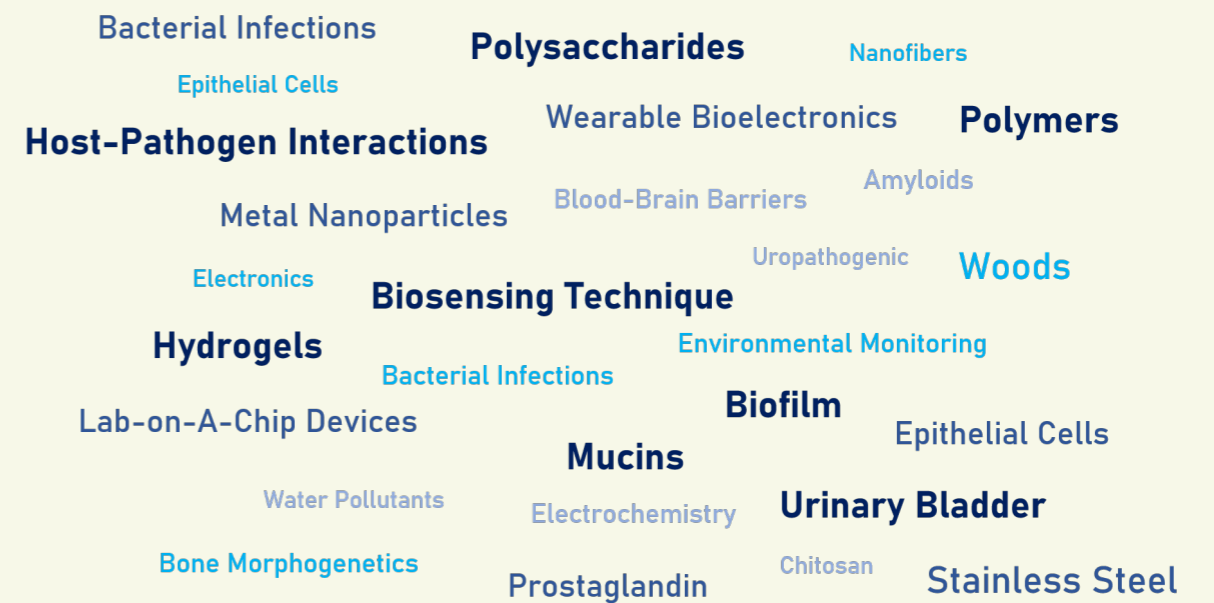 Bacterial Infections
Polysaccharides
Nanofibers
Epithelial Cells
Wearable Bioelectronics
Polymers
Host-Pathogen Interactions
Amyloids
Blood-Brain Barriers
Metal Nanoparticles
Uropathogenic
Woods
Electronics
Biosensing Technique
Hydrogels
Environmental Monitoring
Bacterial Infections
Biofilm
Lab-on-A-Chip Devices
Epithelial Cells
Mucins
Water Pollutants
Electrochemistry
Urinary Bladder
Bone Morphogenetics
Chitosan
Prostaglandin
Stainless Steel